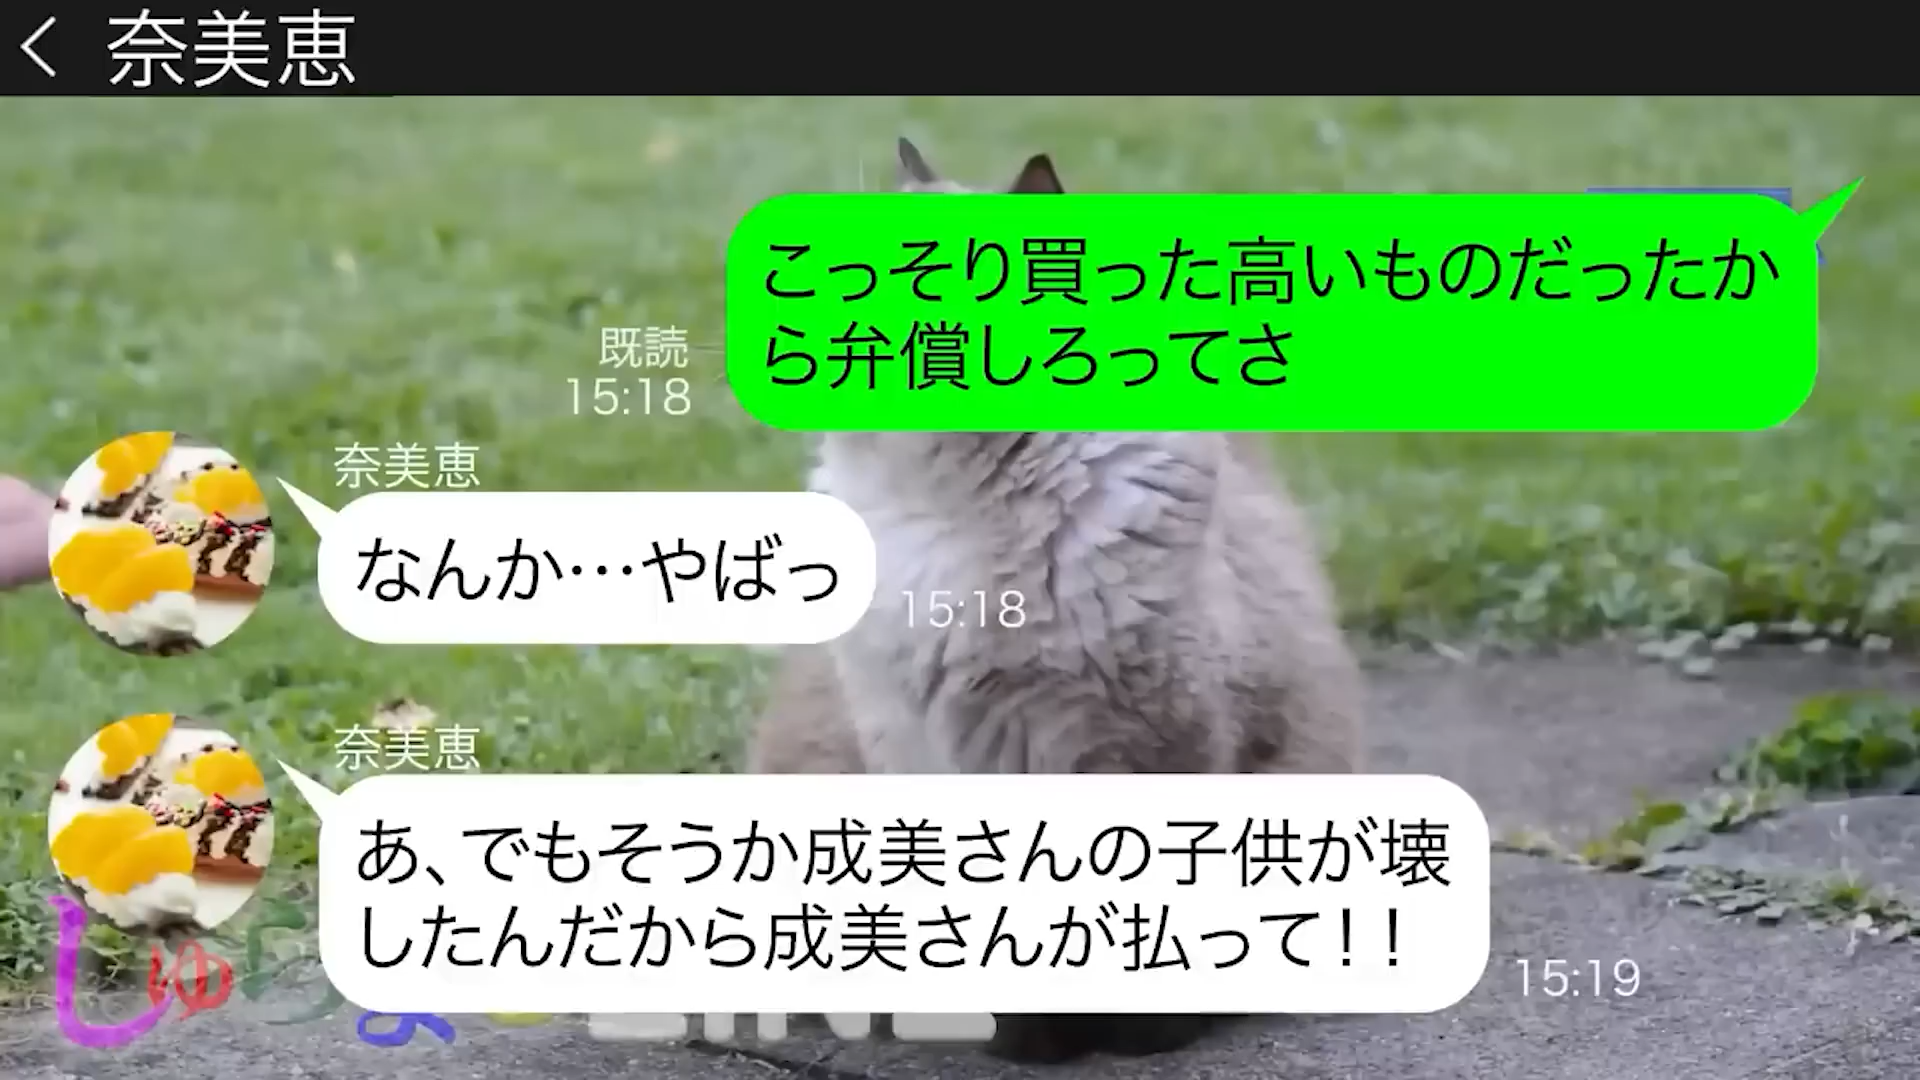 奈美恵
こっそり買った高いものだったか
ら弁償しろってさ
既読
15:18
奈美恵
なんか…やばっ
15:18
奈美恵
あ、でもそうか成美さんの子供が壊
したんだから成美さんが払って！！
15:19
しゅら